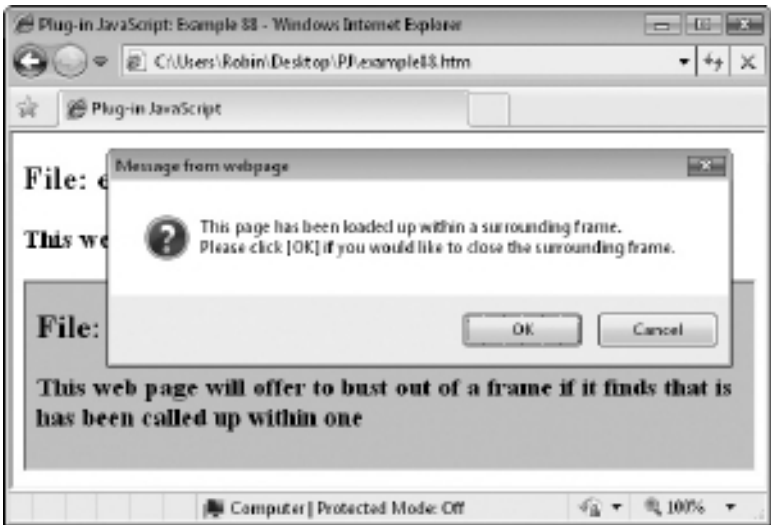 Plug-in JavaScript: Example 88 - Windows Internet Explorer
C:\Users\Robin\Desktop\PJ\example88.htm
Plug-in JavaScript
File: e
Message from webpage
This we
This page has been loaded up within a surrounding frame.
Please click [OK] if you would like to close the surrounding frame.
File:
OK
Cancel
This web page will offer to bust out of a frame if it finds that is
has been called up within one
Computer | Protected Mode: Off
100%